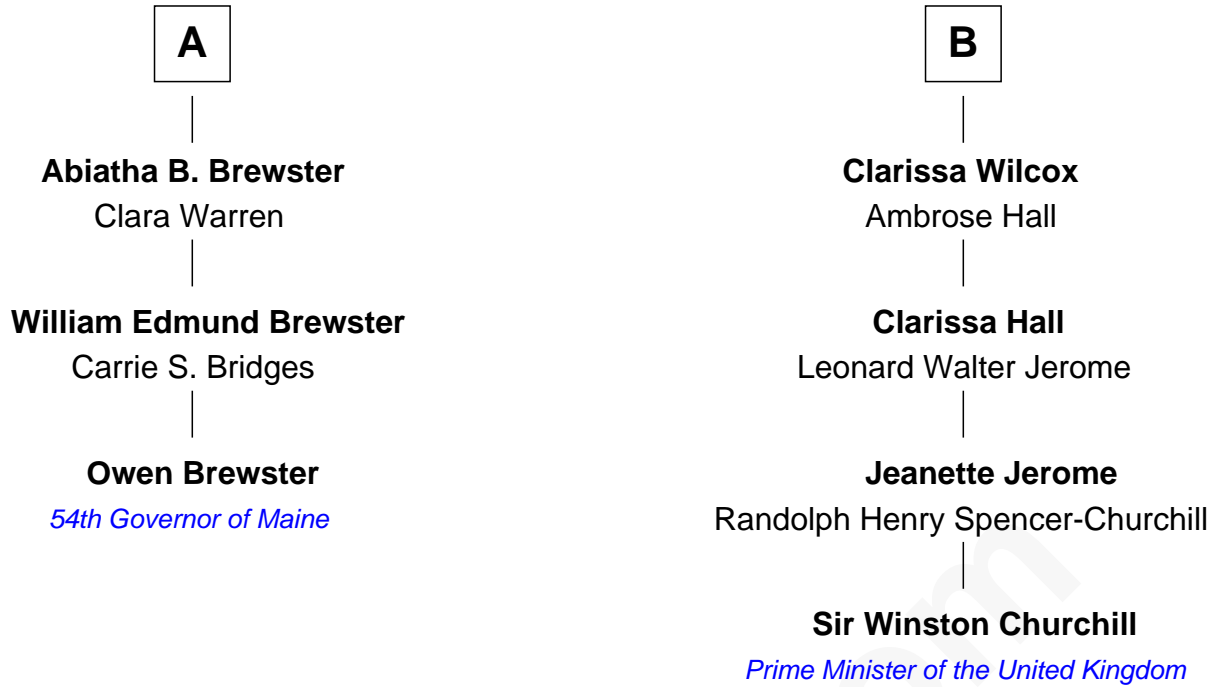 A
Abiatha B. Brewster
Clara Warren
William Edmund Brewster
Carrie S. Bridges
Owen Brewster
54th Governor of Maine
B
Clarissa Wilcox
Ambrose Hall
Clarissa Hall
Leonard Walter Jerome
Jeanette Jerome
Randolph Henry Spencer-Churchill
Sir Winston Churchill
Prime Minister of the United Kingdom